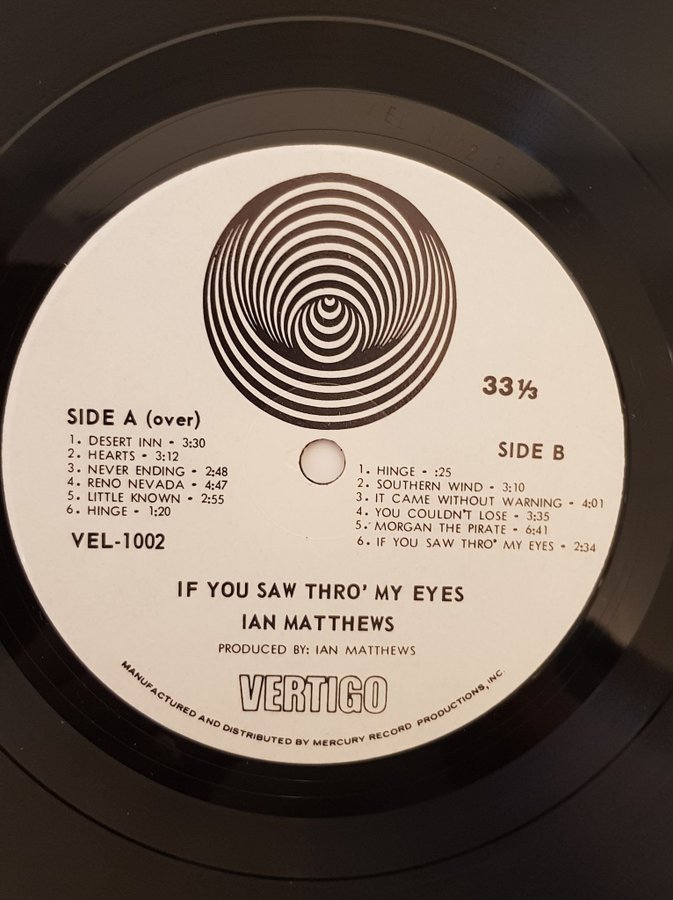 33⅓
SIDE A (over)
1. DESERT INN - 3:30
2. HEARTS - 3:12
3. NEVER ENDING - 2:48
4. RENO NEVADA - 4:47
5. LITTLE KNOWN - 2:55
6. HINGE - 1:20
VEL-1002
SIDE B
1. HINGE - :25
2. SOUTHERN WIND - 3:10
3. IT CAME WITHOUT WARNING - 4:01
4. YOU COULDN'T LOSE - 3:35
5. MORGAN THE PIRATE - 6:41
6. IF YOU SAW THRO' MY EYES - 2:34
IF YOU SAW THRO' MY EYES
IAN MATTHEWS
PRODUCED BY: IAN MATTHEWS
VERTIGO
MANUFACTURED AND DISTRIBUTED BY MERCURY RECORD PRODUCTIONS, INC.